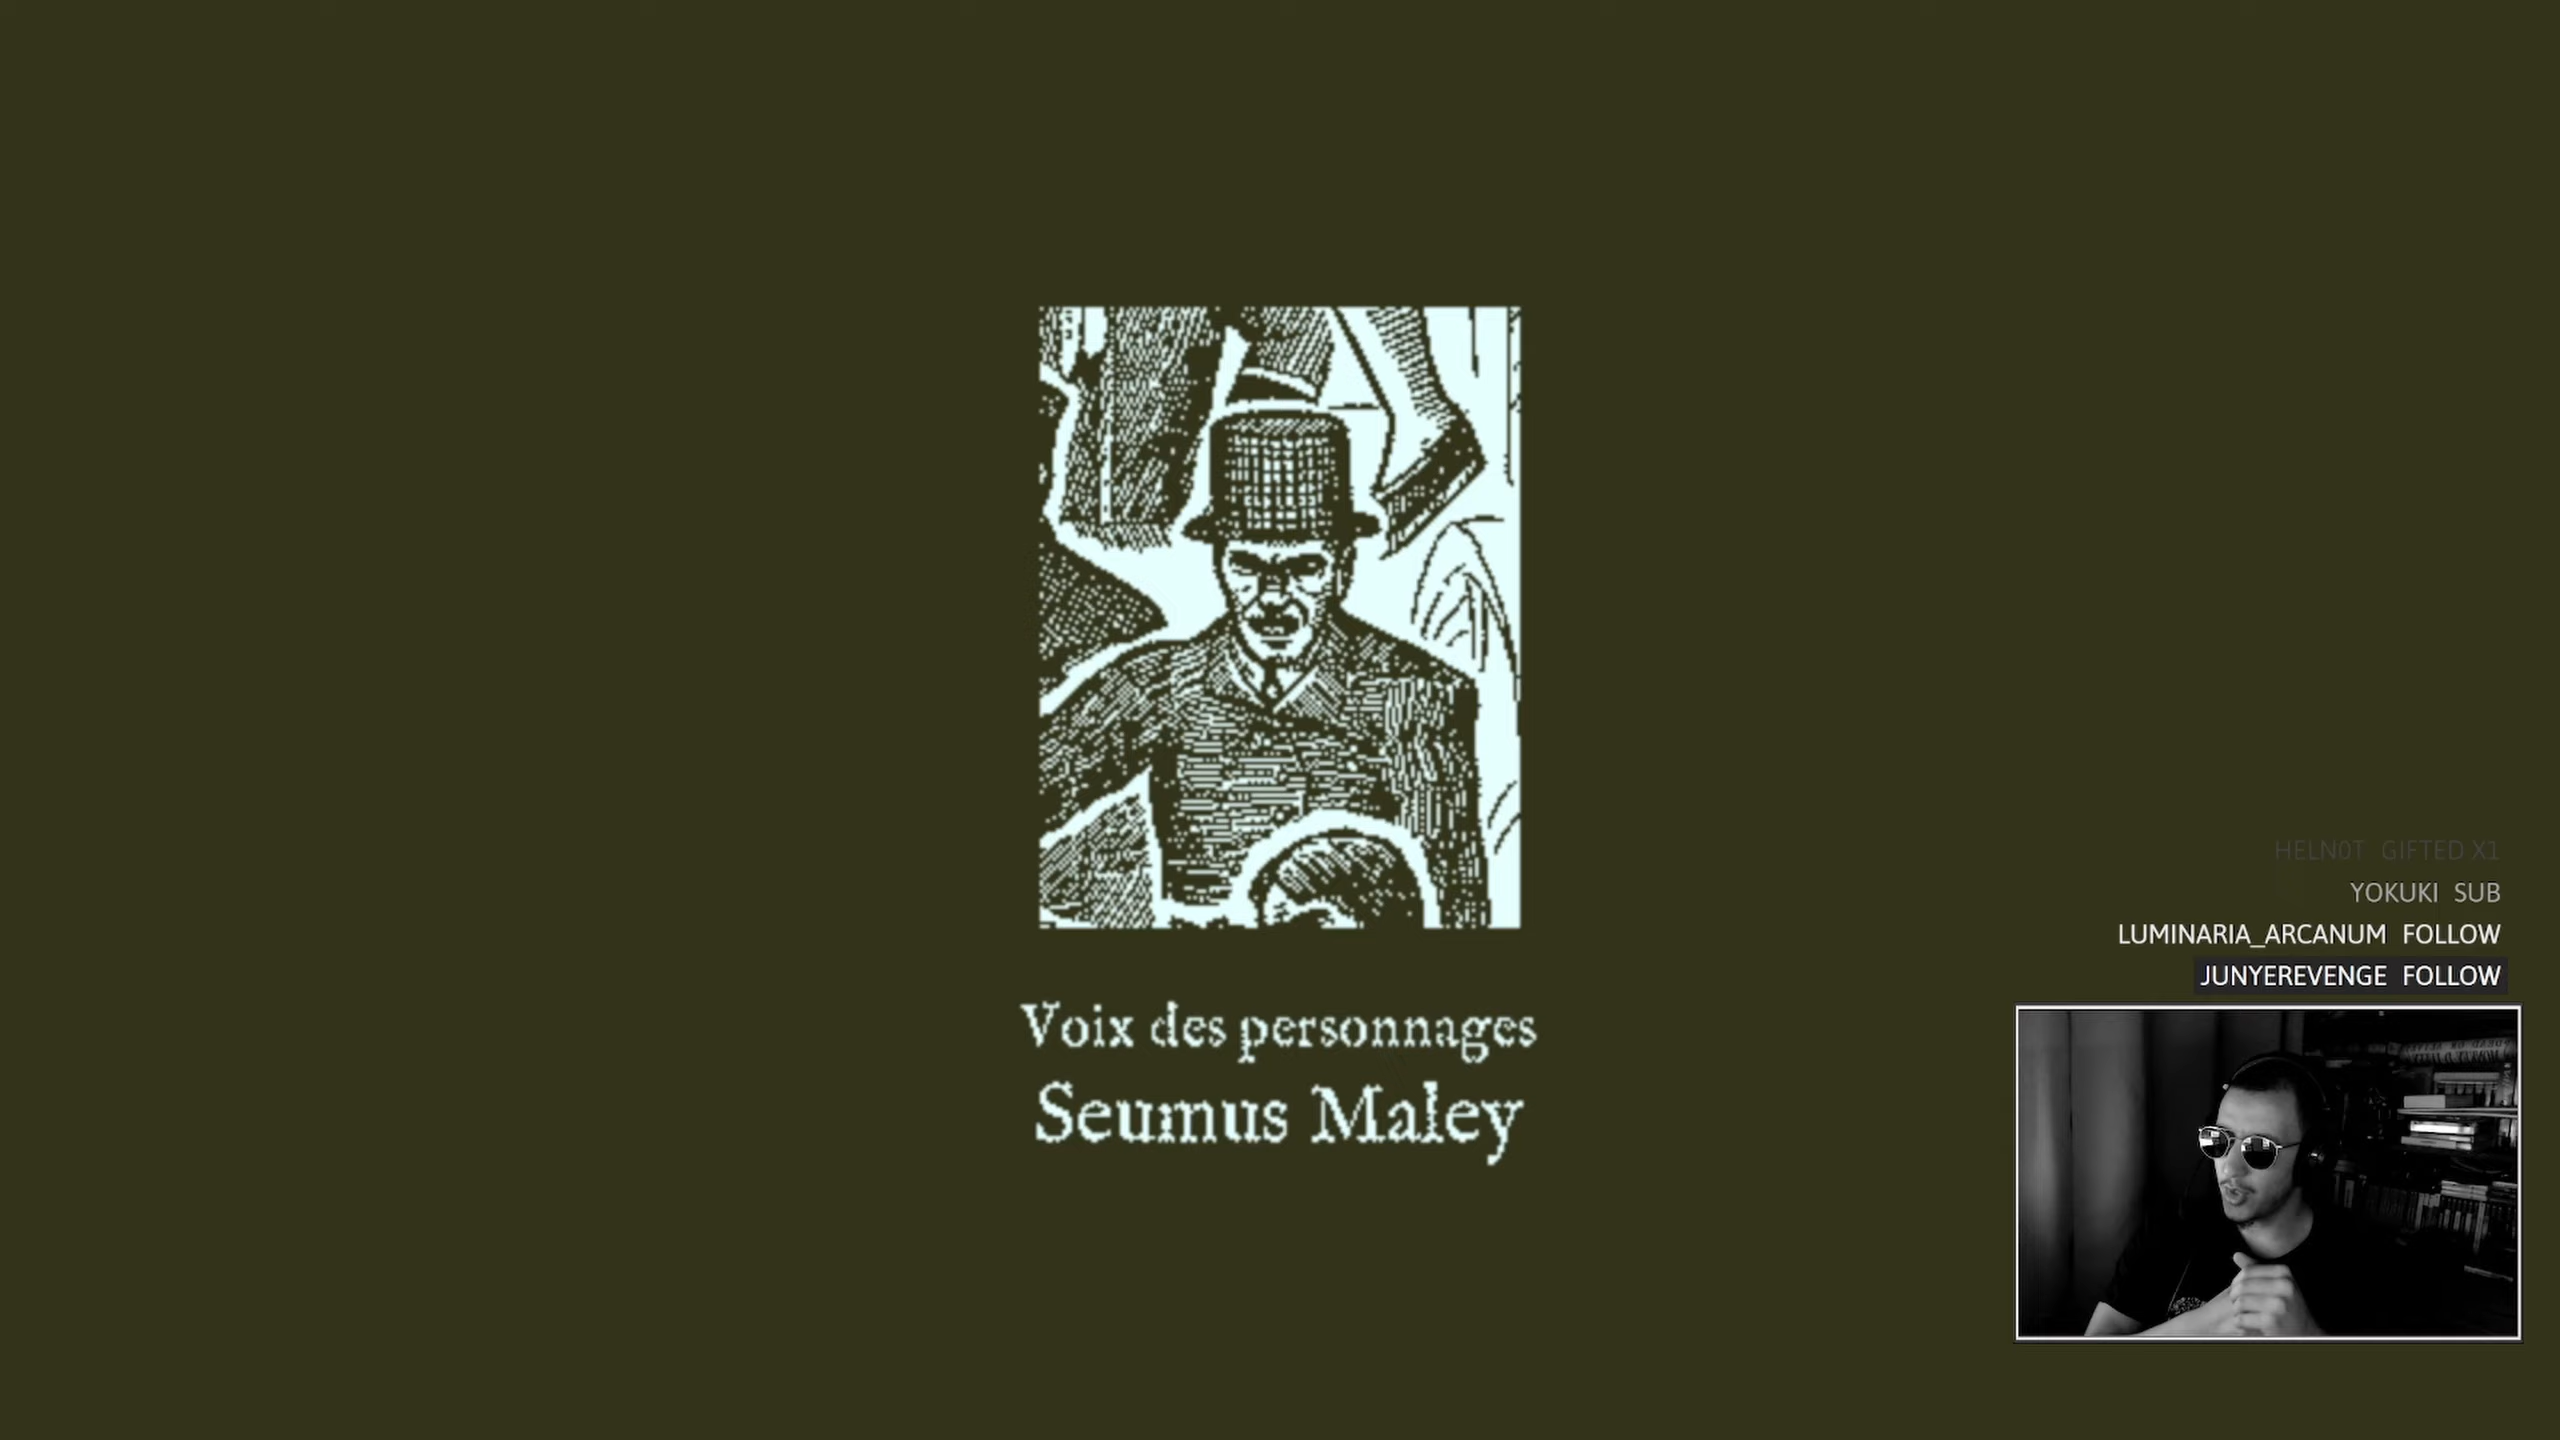 Voix des personnages
Seumus Maley
HELN0T GIFTED X1
YOKUKI SUB
LUMINARIA_ARCANUM FOLLOW
JUNYEREVENGE FOLLOW